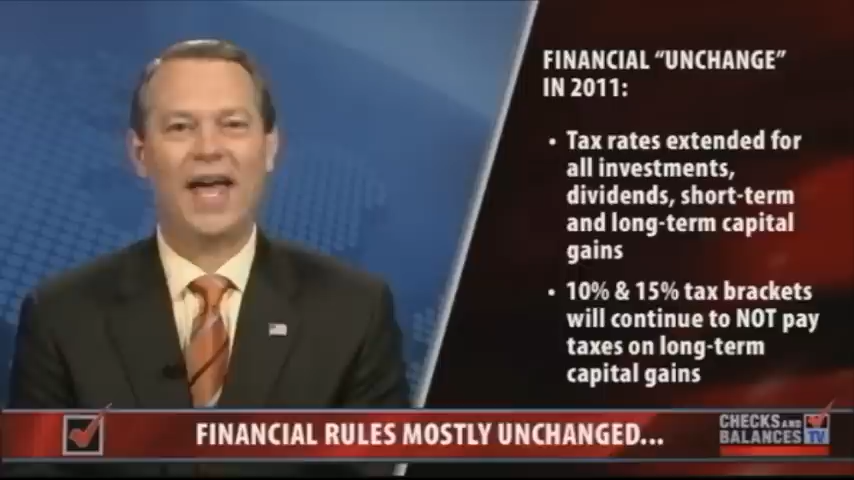 FINANCIAL “UNCHANGE”
IN 2011:
• Tax rates extended for
all investments,
dividends, short-term
and long-term capital
gains
• 10% & 15% tax brackets
will continue to NOT pay
taxes on long-term
capital gains
FINANCIAL RULES MOSTLY UNCHANGED...
CHECKS AND
BALANCES TV